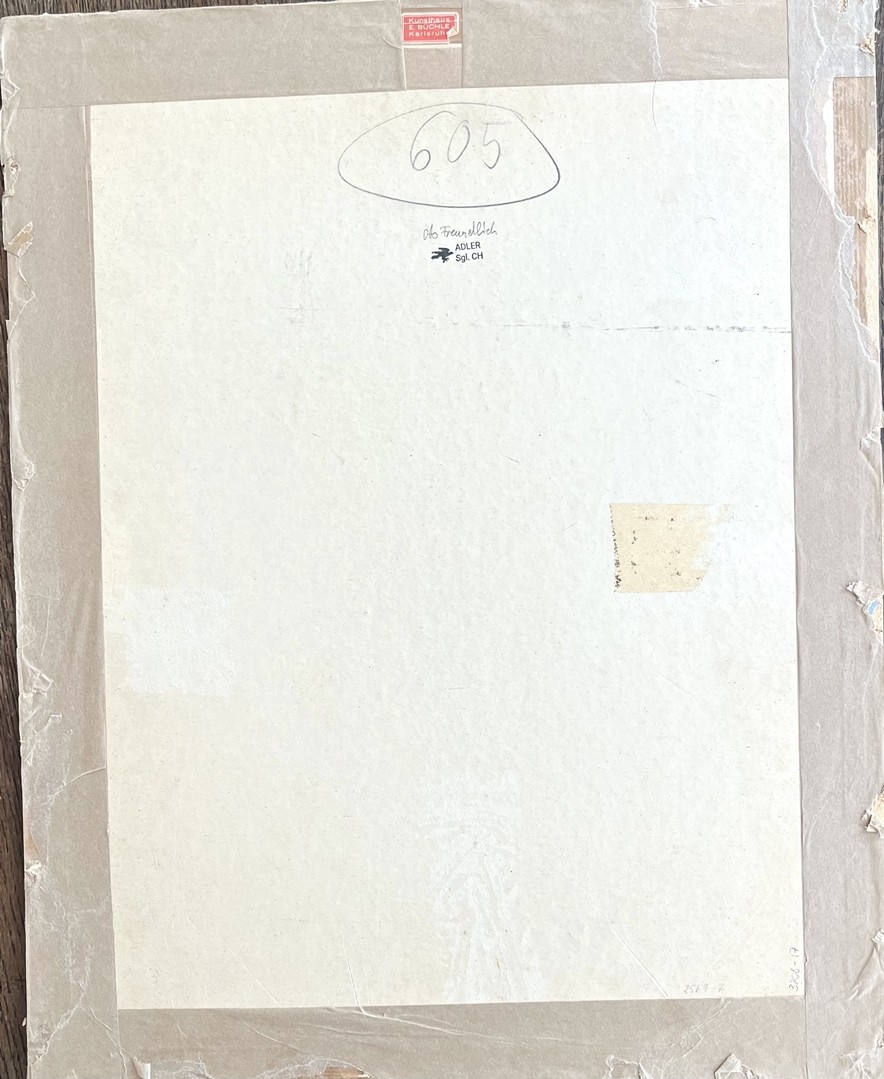 Kunsthaus
E. BÜCHLE
Karlsruhe
605
Otto Freundlich
ADLER
Sgl. CH